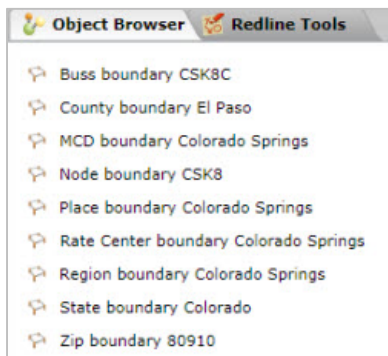 Object Browser Redline Tools
Buss boundary CSK8C
County boundary El Paso
MCD boundary Colorado Springs
Node boundary CSK8
Place boundary Colorado Springs
Rate Center boundary Colorado Springs
Region boundary Colorado Springs
State boundary Colorado
Zip boundary 80910